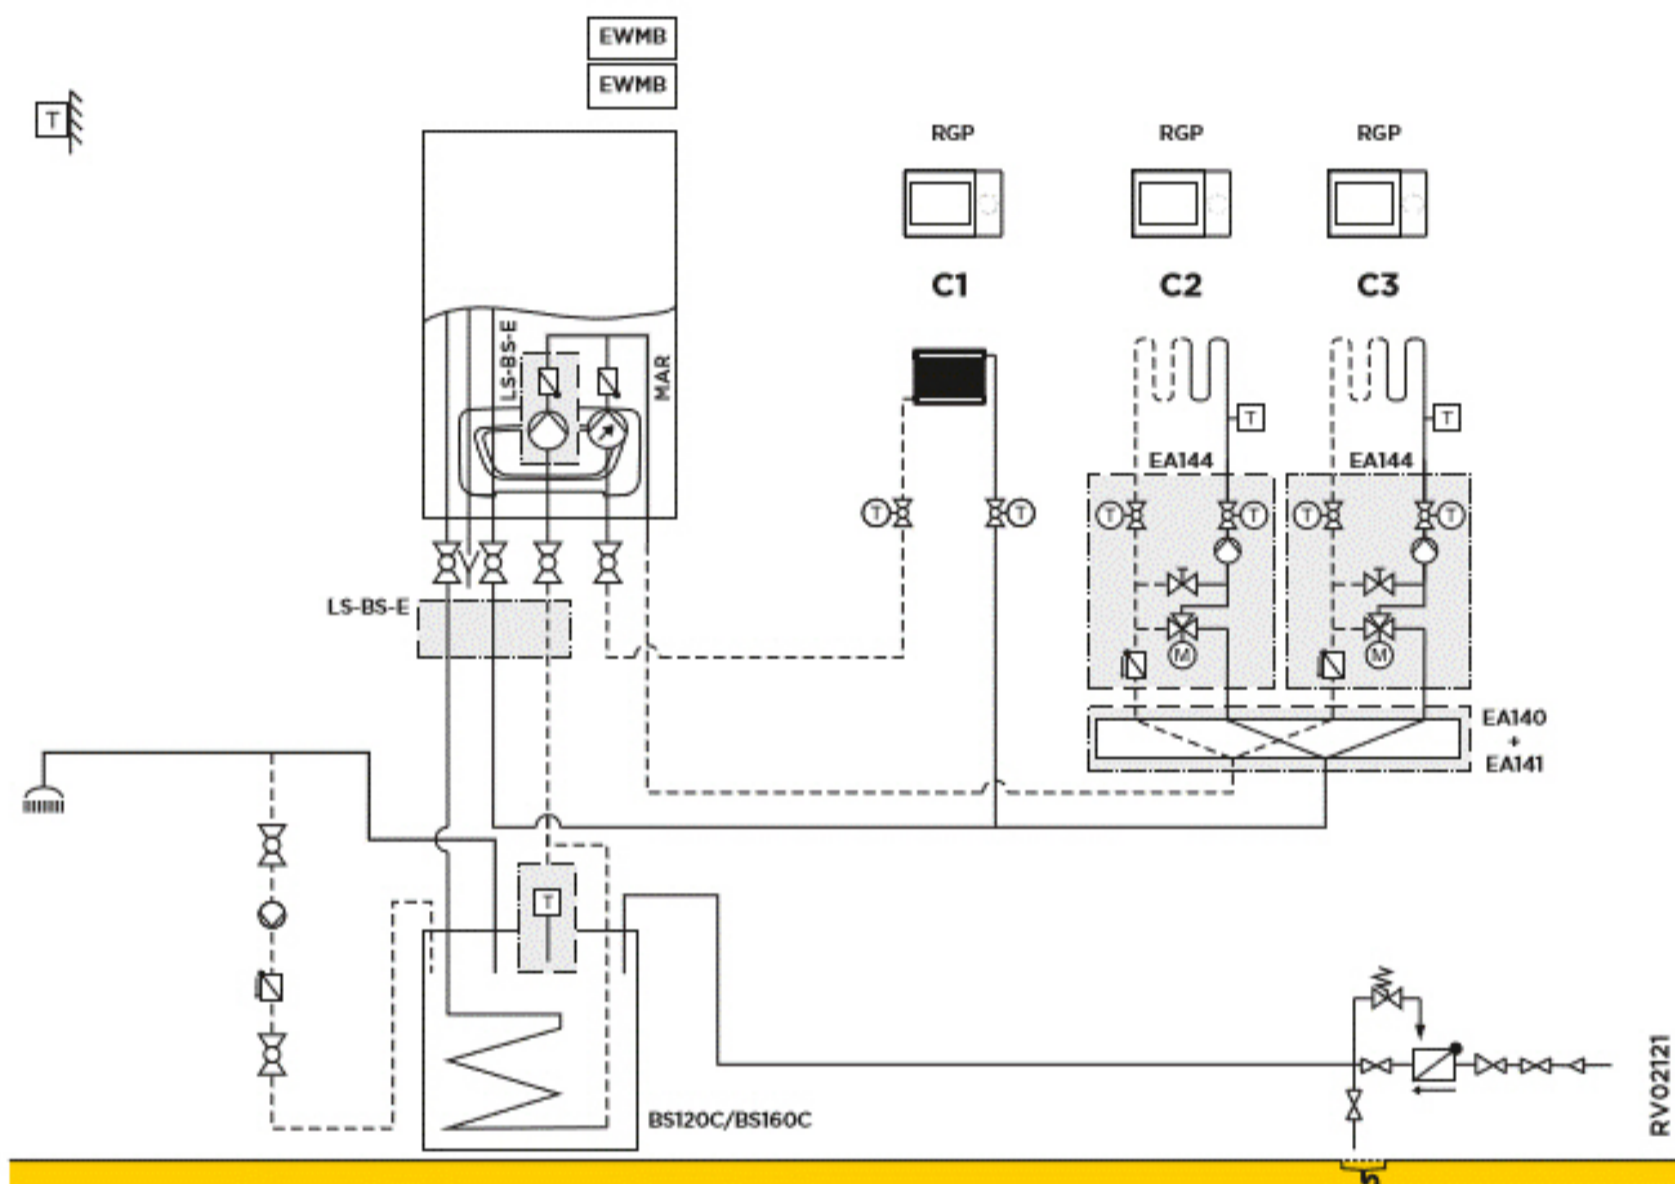 EWMB
EWMB
T
RGP
RGP
RGP
C1
C2
C3
LS-BS-E
MAR
T
T
EA144
EA144
T
T
T
T
T
T
LS-BS-E
M
M
EA140
+
EA141
T
BS120C/BS160C
RV02121